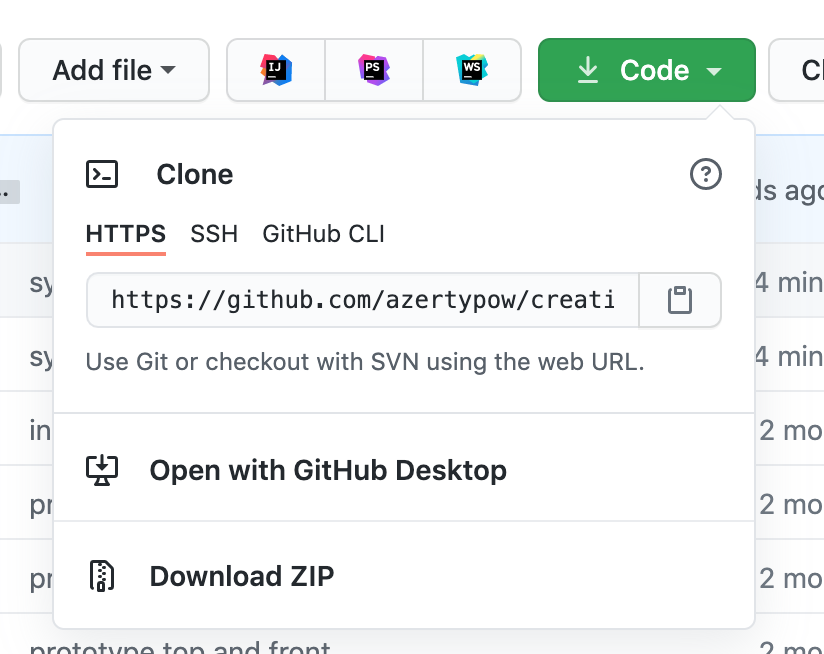 Add file
IJ
PS
WS
Code
Clone
HTTPS SSH GitHub CLI
https://github.com/azertypow/creati
Use Git or checkout with SVN using the web URL.
Open with GitHub Desktop
Download ZIP
ds ago
sy
4 min
sy
4 min
in
2 mo
pr
2 mo
pr
2 mo
prototype top and front
2 mo